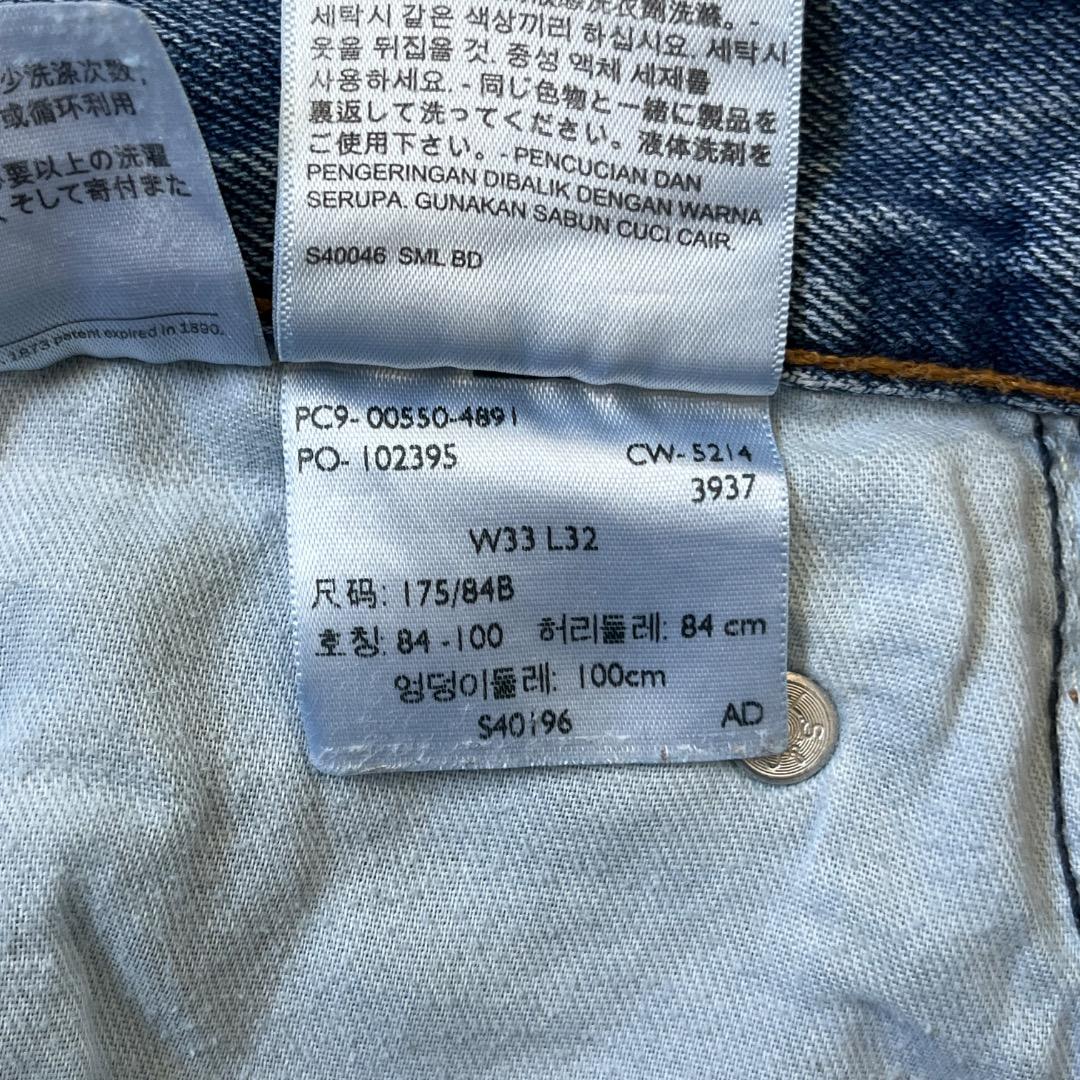 少洗涤次数,
或循环利用
要以上の洗濯
、そして寄付また
1873 patent expired in 1890.
세탁시 같은 색상끼리 하십시요. 세탁시
옷을 뒤집을 것. 중성 액체 세제를
사용하세요. - 同じ色物と一緒に製品を
裏返して洗ってください。液体洗剤を
ご使用下さい。- PENCUCIAN DAN
PENGERINGAN DIBALIK DENGAN WARNA
SERUPA. GUNAKAN SABUN CUCI CAIR.
S40046 SML BD
PC9-00550-4891
PO-102395 CW-5214
3937
W33 L32
尺码: 175/84B
호칭: 84-100 허리둘레: 84 cm
엉덩이둘레: 100cm
S40196 AD